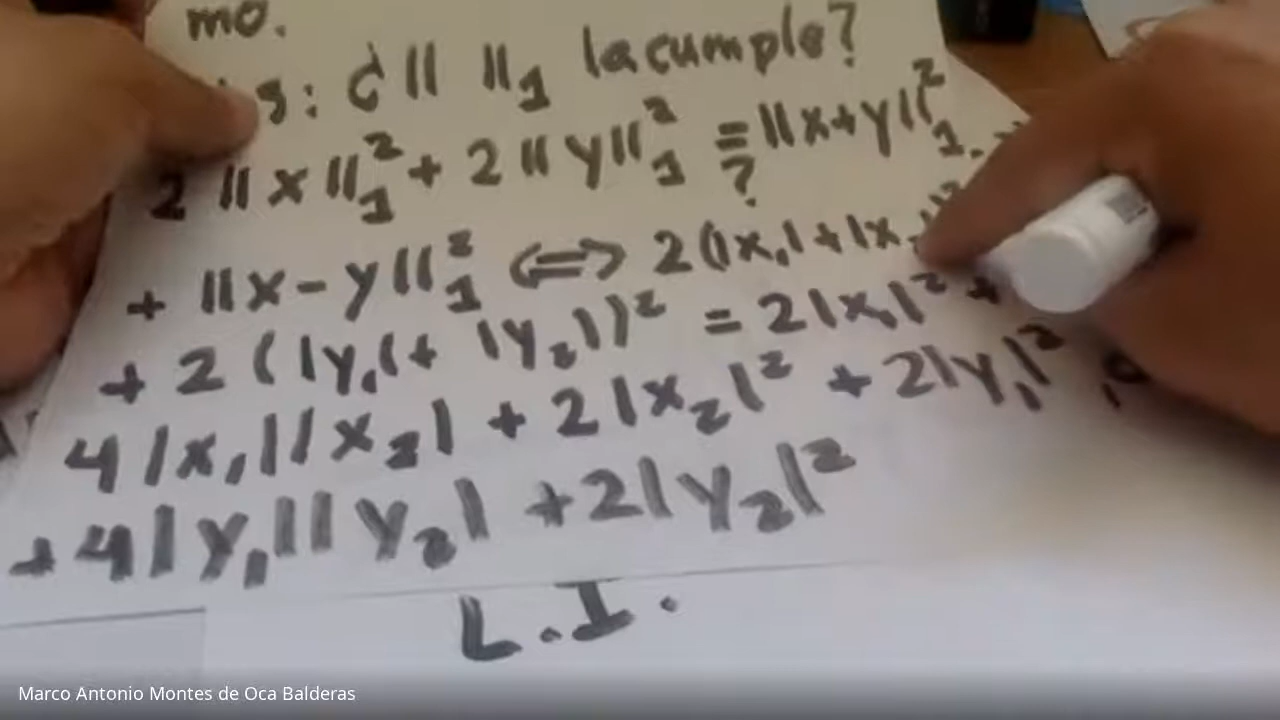 mo.
s: ¿|| ||₁ la cumple?
2||x||₁² + 2||y||₁² =? ||x+y||₁²
+ ||x-y||₁² ⟺ 2(|x₁|+|x
+ 2(|y₁|+|y₂|)² = 2|x₁|² +
4|x₁||x₂| + 2|x₂|² + 2|y₁|²
+4|y₁||y₂| +2|y₂|²
L.I.
Marco Antonio Montes de Oca Balderas